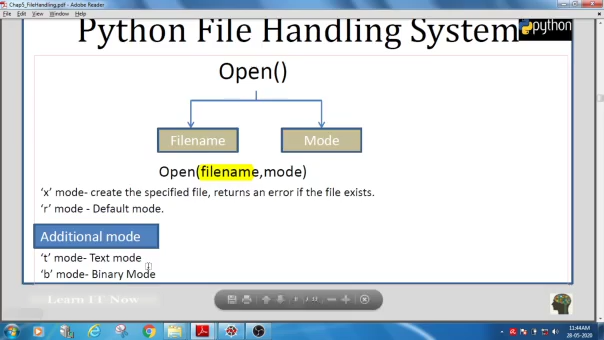 Chap5_FileHandling.pdf - Adobe Reader
File Edit View Window Help
Python File Handling System
python
Open()
Filename Mode
Open(filename,mode)
‘x’ mode- create the specified file, returns an error if the file exists.
‘r’ mode - Default mode.
Additional mode
‘t’ mode- Text mode
‘b’ mode- Binary Mode
Learn IT Now
11:44AM
28-05-2020